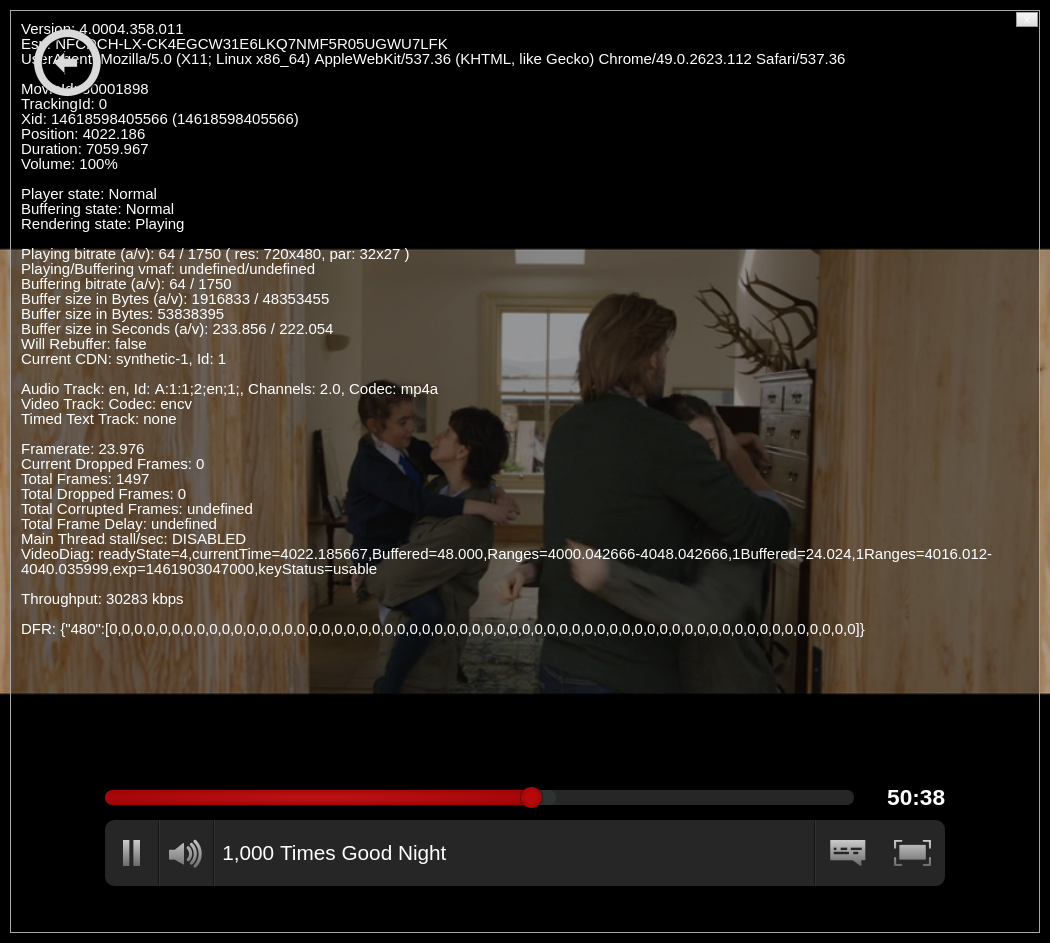 Version: 4.0004.358.011
Esn: NFCDCH-LX-CK4EGCW31E6LKQ7NMF5R05UGWU7LFK
UserAgent: Mozilla/5.0 (X11; Linux x86_64) AppleWebKit/537.36 (KHTML, like Gecko) Chrome/49.0.2623.112 Safari/537.36
MovieId: 80001898
TrackingId: 0
Xid: 14618598405566 (14618598405566)
Position: 4022.186
Duration: 7059.967
Volume: 100%
Player state: Normal
Buffering state: Normal
Rendering state: Playing
Playing bitrate (a/v): 64 / 1750 ( res: 720x480, par: 32x27 )
Playing/Buffering vmaf: undefined/undefined
Buffering bitrate (a/v): 64 / 1750
Buffer size in Bytes (a/v): 1916833 / 48353455
Buffer size in Bytes: 53838395
Buffer size in Seconds (a/v): 233.856 / 222.054
Will Rebuffer: false
Current CDN: synthetic-1, Id: 1
Audio Track: en, Id: A:1:1;2;en;1;, Channels: 2.0, Codec: mp4a
Video Track: Codec: encv
Timed Text Track: none
Framerate: 23.976
Current Dropped Frames: 0
Total Frames: 1497
Total Dropped Frames: 0
Total Corrupted Frames: undefined
Total Frame Delay: undefined
Main Thread stall/sec: DISABLED
VideoDiag: readyState=4,currentTime=4022.185667,Buffered=48.000,Ranges=4000.042666-4048.042666,1Buffered=24.024,1Ranges=4016.012-
4040.035999,exp=1461903047000,keyStatus=usable
Throughput: 30283 kbps
DFR: {"480":[0,0,0,0,0,0,0,0,0,0,0,0,0,0,0,0,0,0,0,0,0,0,0,0,0,0,0,0,0,0,0,0,0,0,0,0,0,0,0,0,0,0,0,0,0,0,0,0,0,0,0,0,0,0,0,0,0,0,0,0]}
50:38
1,000 Times Good Night